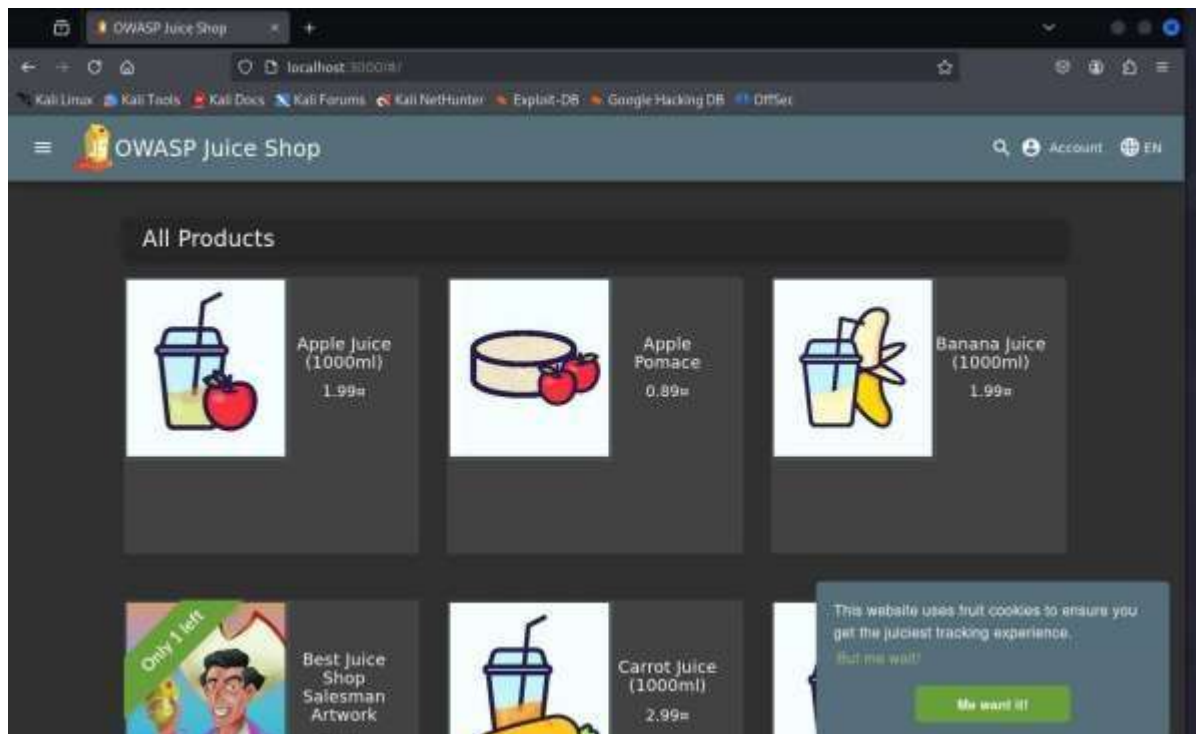 OWASP Juice Shop
localhost:3000/#/
Kali Linux Kali Tools Kali Docs Kali Forums Kali NetHunter Exploit-DB Google Hacking DB OffSec
OWASP Juice Shop
Account EN
All Products
Apple Juice
(1000ml)
1.99¤
Apple
Pomace
0.89¤
Banana Juice
(1000ml)
1.99¤
Only 1 left
Best Juice
Shop
Salesman
Artwork
Carrot Juice
(1000ml)
2.99¤
This website uses fruit cookies to ensure you
get the juiciest tracking experience.
But me wait!
Me want it!